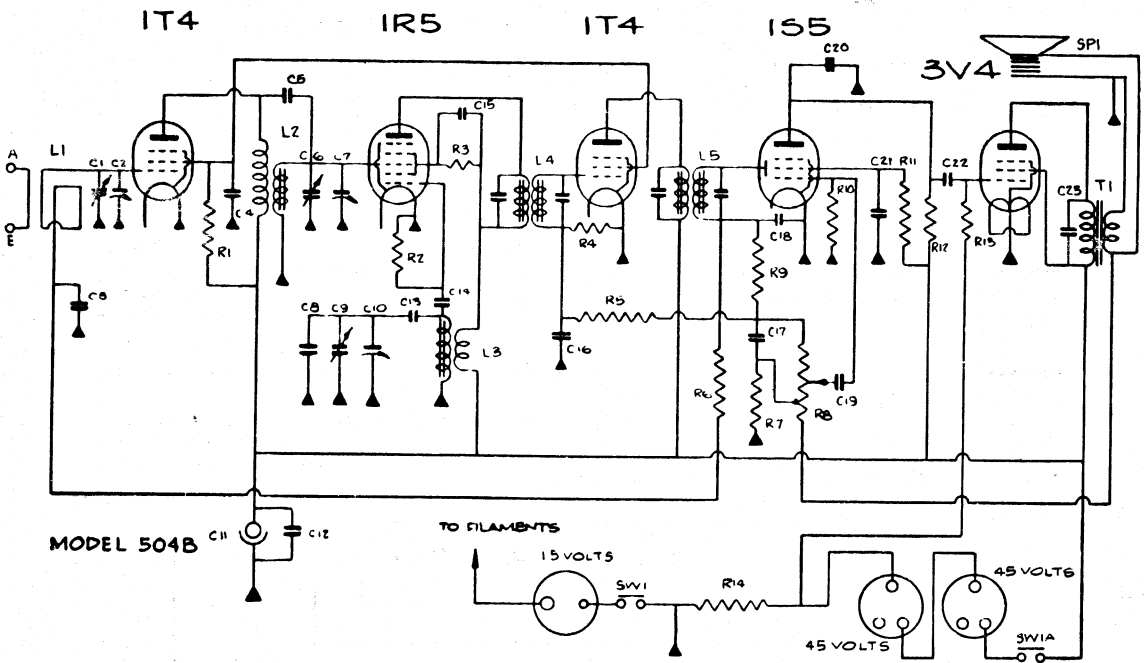 1T4
1R5
1T4
1S5
C20
SP1
3V4
C5
C15
A
L1
C1
C2
L2
C6
C7
R3
L4
L5
C21
R11
C22
R10
C23
T1
E
C4
R1
R2
R4
C18
R12
R13
R9
C8
C8
C9
C10
C13
C14
L3
R5
C16
C17
R6
R7
R8
C19
MODEL 504B
C11
C12
TO FILAMENTS
15 VOLTS
SW1
R14
45 VOLTS
45 VOLTS
SW1A